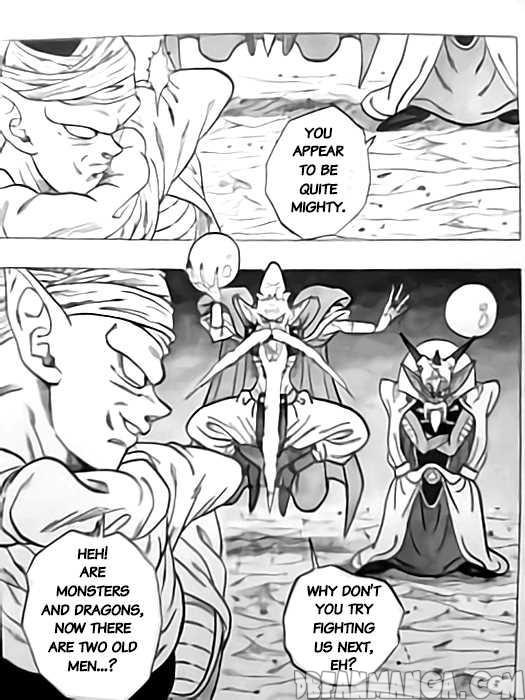 YOU
APPEAR
TO BE
QUITE
MIGHTY.
HEH!
ARE
MONSTERS
AND DRAGONS,
NOW THERE
ARE TWO OLD
MEN...?
WHY DON'T
YOU TRY
FIGHTING
US NEXT,
EH?
DBEMANGA.COM